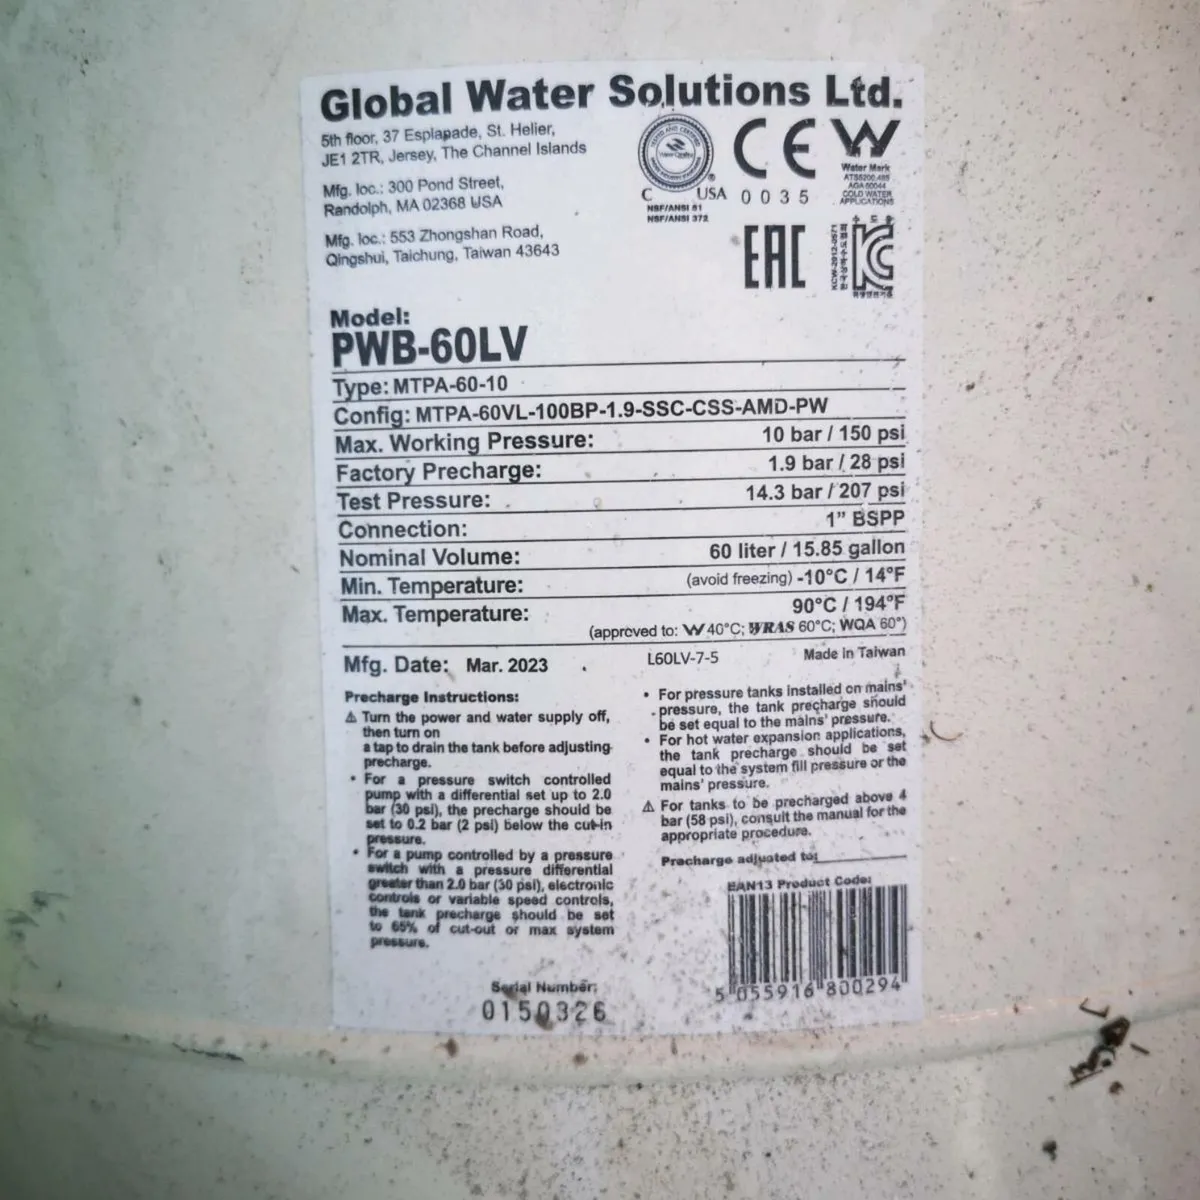 Global Water Solutions Ltd.
5th floor, 37 Esplapade, St. Helier,
JE1 2TR, Jersey, The Channel Islands
Mfg. loc.: 300 Pond Street,
Randolph, MA 02368 USA
Mfg. loc.: 553 Zhongshan Road,
Qingshui, Taichung, Taiwan 43643
C USA
NSF/ANSI 61
NSF/ANSI 372
CE
0035
Water Mark
ATS5200.485
AGA 60044
COLD WATER
APPLICATIONS
EAC
Model:
PWB-60LV
Type: MTPA-60-10
Config: MTPA-60VL-100BP-1.9-SSC-CSS-AMD-PW
Max. Working Pressure: 10 bar / 150 psi
Factory Precharge: 1.9 bar / 28 psi
Test Pressure: 14.3 bar / 207 psi
Connection: 1” BSPP
Nominal Volume: 60 liter / 15.85 gallon
Min. Temperature: (avoid freezing) -10°C / 14°F
Max. Temperature: 90°C / 194°F
(approved to: W 40°C; WRAS 60°C; WQA 60°)
Mfg. Date: Mar. 2023 L60LV-7-5 Made in Taiwan
Precharge Instructions:
⚠ Turn the power and water supply off,
then turn on
a tap to drain the tank before adjusting
precharge.
• For a pressure switch controlled
pump with a differential set up to 2.0
bar (30 psi), the precharge should be
set to 0.2 bar (2 psi) below the cut-in
pressure.
• For a pump controlled by a pressure
switch with a pressure differential
greater than 2.0 bar (30 psi), electronic
controls or variable speed controls,
the tank precharge should be set
to 65% of cut-out or max system
pressure.
• For pressure tanks installed on mains'
pressure, the tank precharge should
be set equal to the mains' pressure.
• For hot water expansion applications,
the tank precharge should be set
equal to the system fill pressure or the
mains' pressure.
⚠ For tanks to be precharged above 4
bar (58 psi), consult the manual for the
appropriate procedure.
Precharge adjusted to:
EAN13 Product Code:
5 055916 800294
Serial Number:
0150326